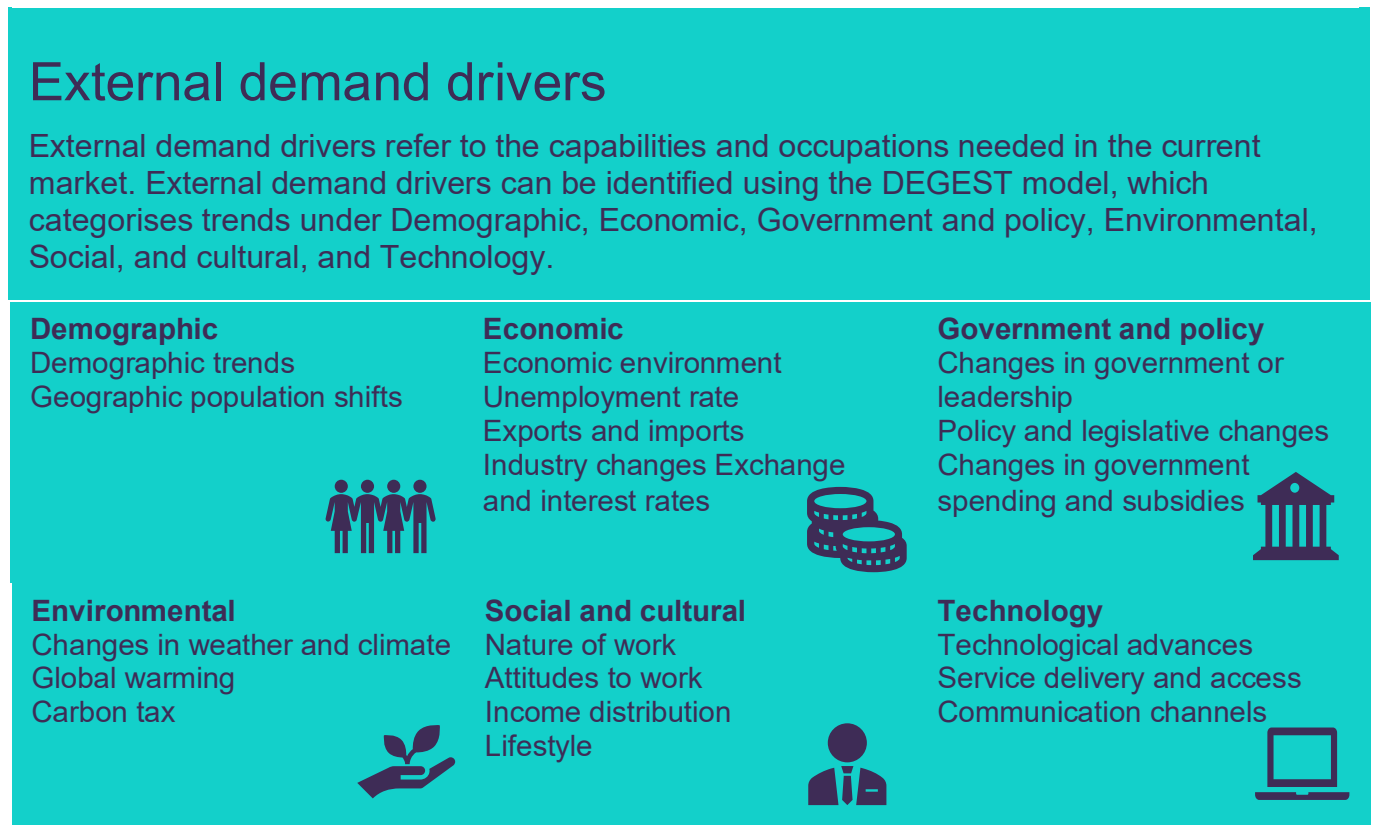 External demand drivers
External demand drivers refer to the capabilities and occupations needed in the current
market. External demand drivers can be identified using the DEGEST model, which
categorises trends under Demographic, Economic, Government and policy, Environmental,
Social, and cultural, and Technology.
Demographic
Demographic trends
Geographic population shifts
Economic
Economic environment
Unemployment rate
Exports and imports
Industry changes Exchange
and interest rates
Government and policy
Changes in government or
leadership
Policy and legislative changes
Changes in government
spending and subsidies
Environmental
Changes in weather and climate
Global warming
Carbon tax
Social and cultural
Nature of work
Attitudes to work
Income distribution
Lifestyle
Technology
Technological advances
Service delivery and access
Communication channels